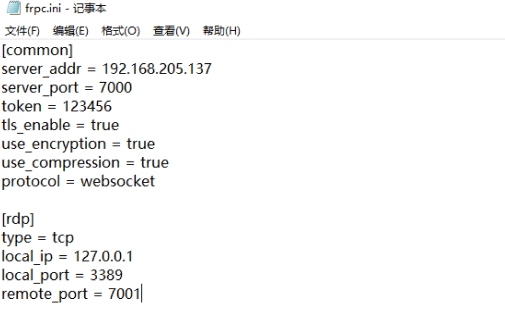 frpc.ini - 记事本
文件(F) 编辑(E) 格式(O) 查看(V) 帮助(H)
[common]
server_addr = 192.168.205.137
server_port = 7000
token = 123456
tls_enable = true
use_encryption = true
use_compression = true
protocol = websocket
[rdp]
type = tcp
local_ip = 127.0.0.1
local_port = 3389
remote_port = 7001